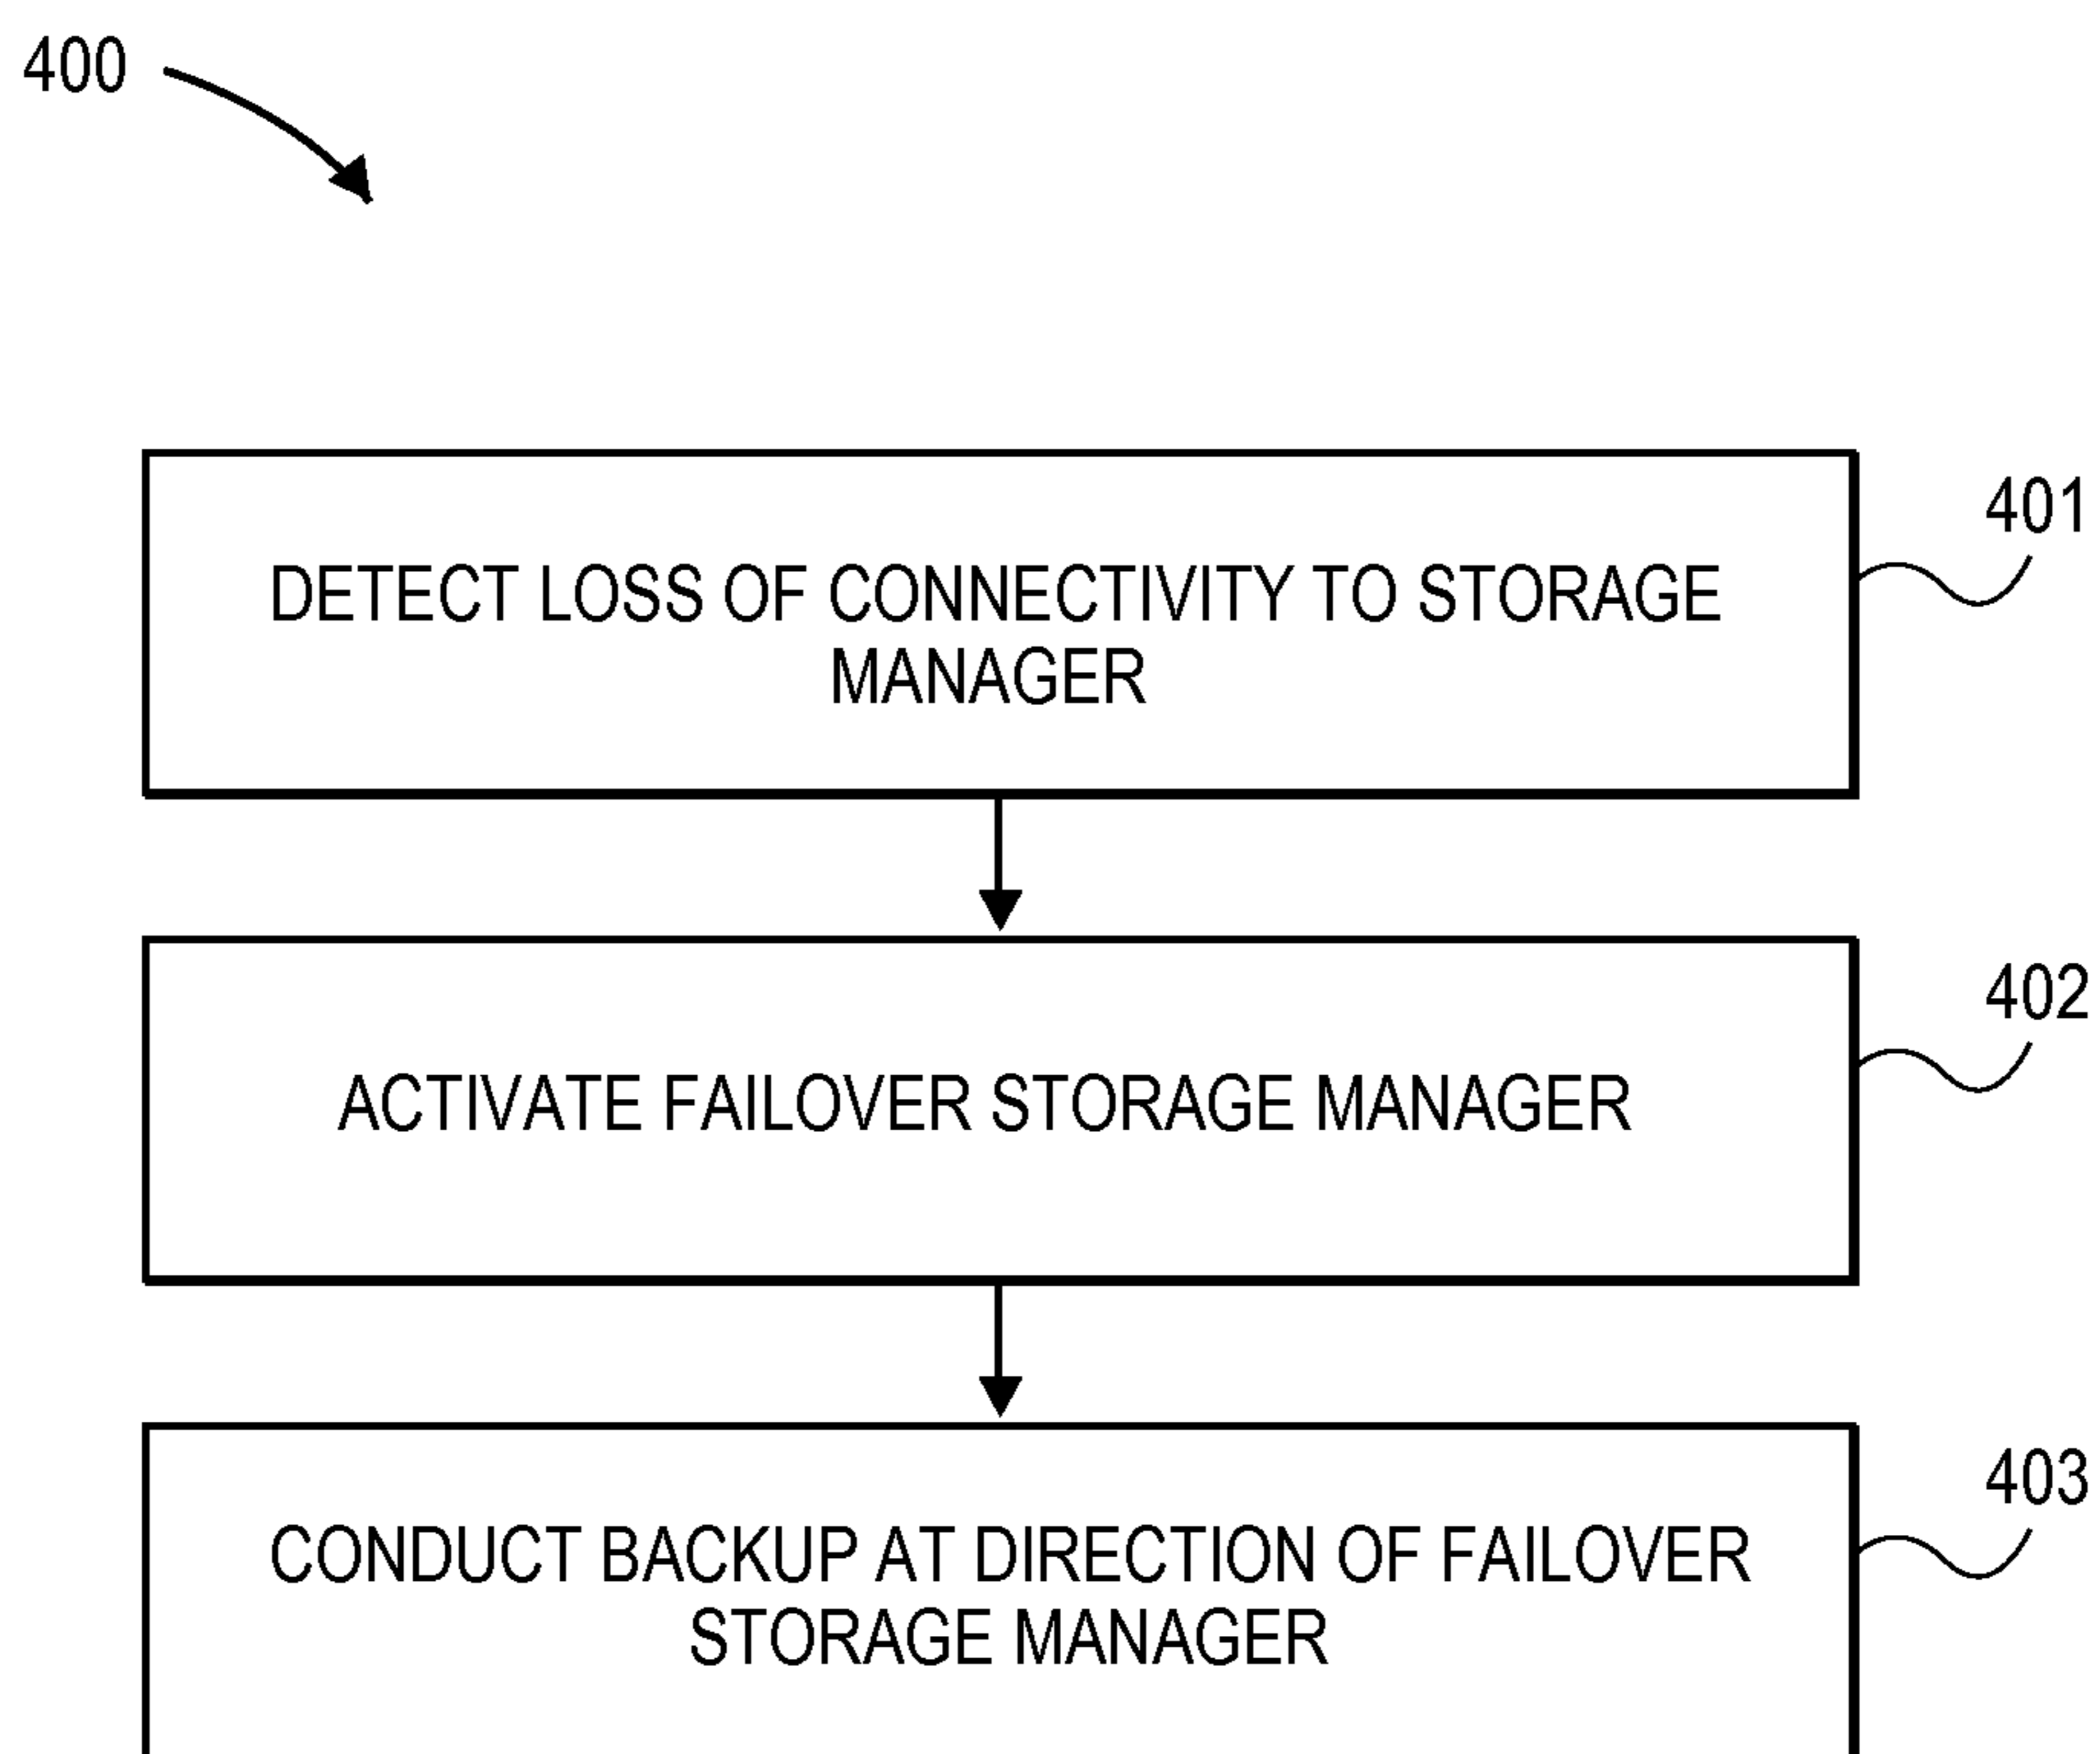 400
401
DETECT LOSS OF CONNECTIVITY TO STORAGE
MANAGER
402
ACTIVATE FAILOVER STORAGE MANAGER
403
CONDUCT BACKUP AT DIRECTION OF FAILOVER
STORAGE MANAGER